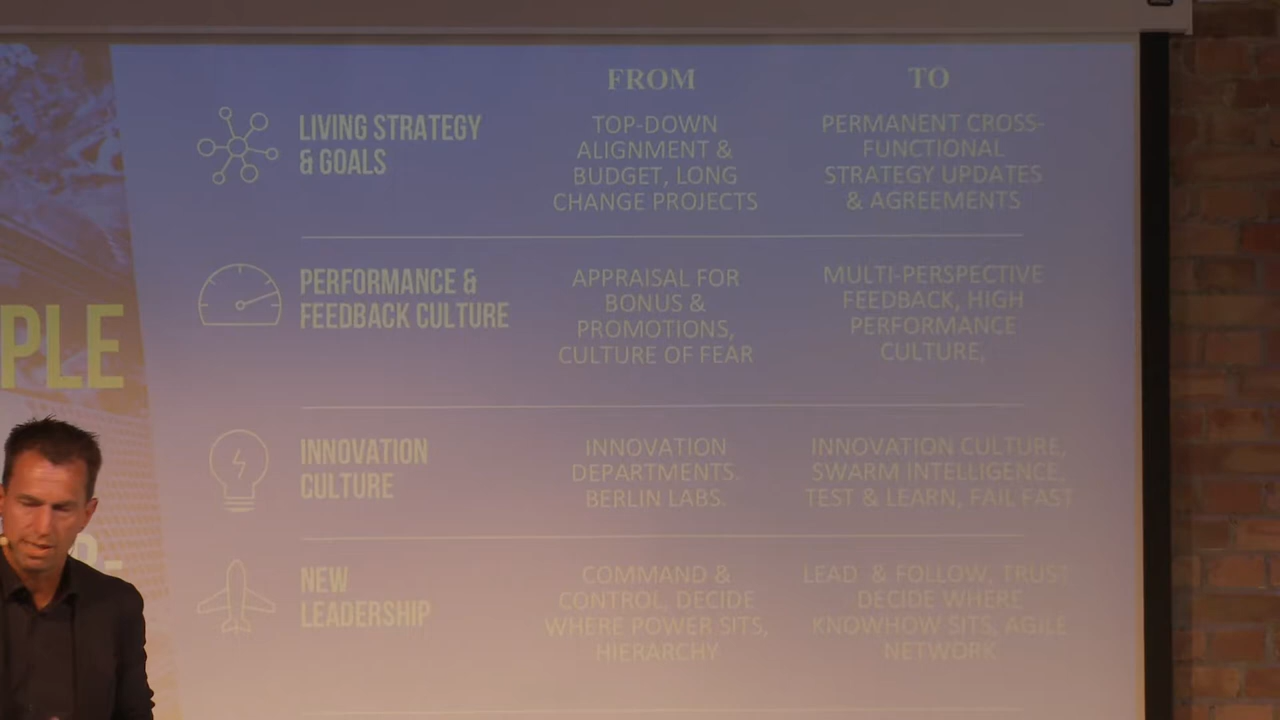 FROM
TO
LIVING STRATEGY
& GOALS
TOP-DOWN
ALIGNMENT &
BUDGET, LONG
CHANGE PROJECTS
PERMANENT CROSS-
FUNCTIONAL
STRATEGY UPDATES
& AGREEMENTS
PERFORMANCE &
FEEDBACK CULTURE
APPRAISAL FOR
BONUS &
PROMOTIONS,
CULTURE OF FEAR
MULTI-PERSPECTIVE
FEEDBACK, HIGH
PERFORMANCE
CULTURE,
PLE
INNOVATION
CULTURE
INNOVATION
DEPARTMENTS.
BERLIN LABS.
INNOVATION CULTURE,
SWARM INTELLIGENCE,
TEST & LEARN, FAIL FAST
NEW
LEADERSHIP
COMMAND &
CONTROL, DECIDE
WHERE POWER SITS,
HIERARCHY
LEAD & FOLLOW, TRUST
DECIDE WHERE
KNOWHOW SITS, AGILE
NETWORK